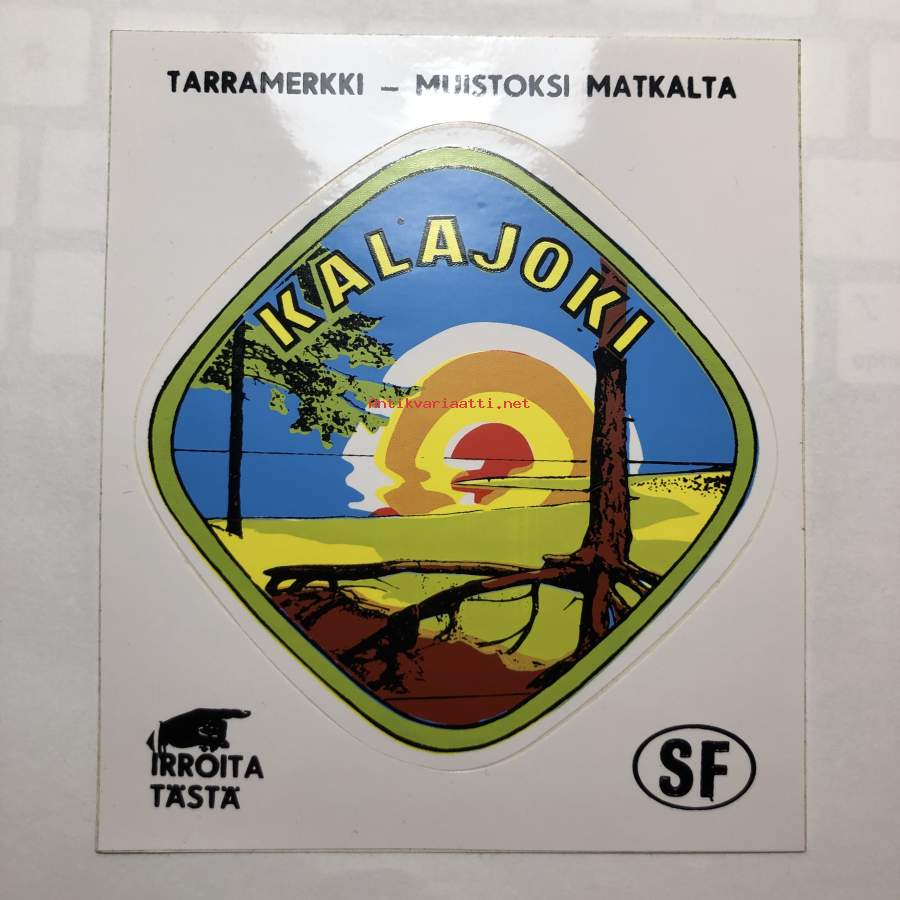 TARRAMERKKI – MUISTOKSI MATKALTA
KALAJOKI
antikvariaatti.net
IRROITA
TÄSTÄ
SF